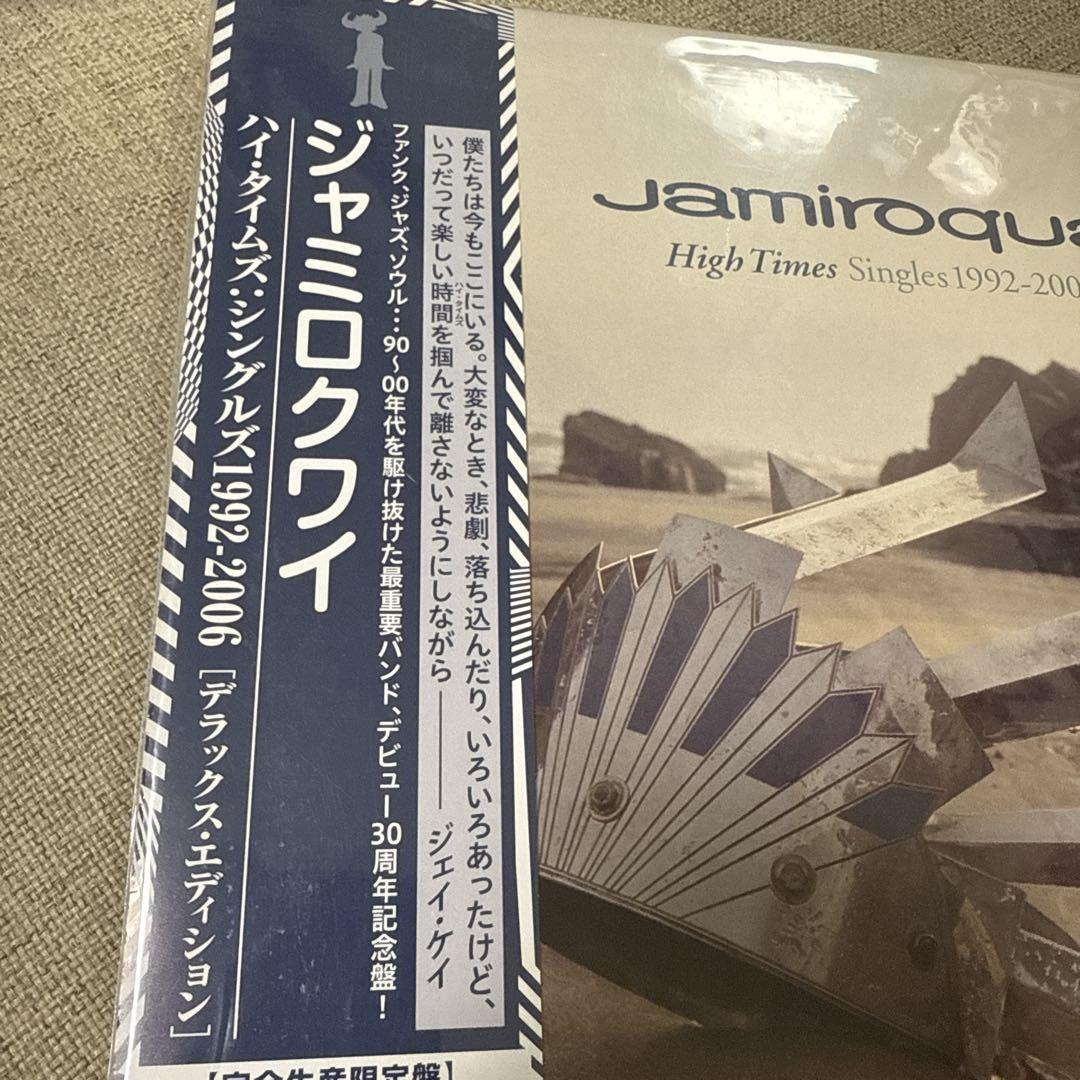 僕たちは今もここにいる。大変なとき、悲劇、落ち込んだり、いろいろあったけど、
いつだって楽しい時間を掴んで離さないようにしながら —— ジェイ・ケイ
ハイ・タイムズ
ファンク、ジャズ、ソウル…90～00年代を駆け抜けた最重要バンド、デビュー30周年記念盤！
ジャミロクワイ
ハイ・タイムズ：シングルズ1992-2006 [デラックス・エディション]
【完全生産限定盤】
Jamiroqua
High Times Singles 1992-200